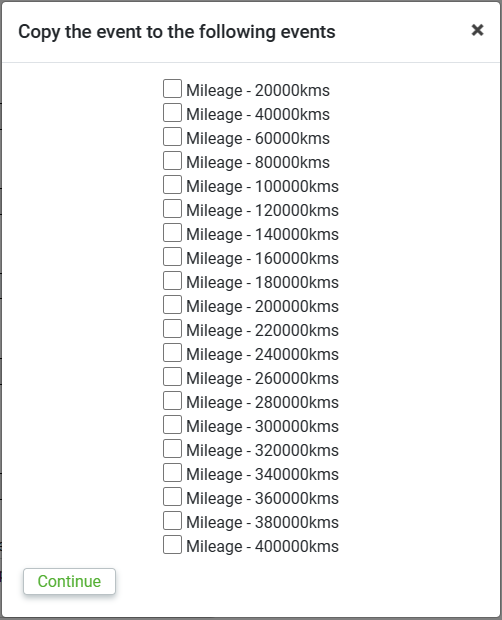 Copy the event to the following events ×
Mileage - 20000kms
Mileage - 40000kms
Mileage - 60000kms
Mileage - 80000kms
Mileage - 100000kms
Mileage - 120000kms
Mileage - 140000kms
Mileage - 160000kms
Mileage - 180000kms
Mileage - 200000kms
Mileage - 220000kms
Mileage - 240000kms
Mileage - 260000kms
Mileage - 280000kms
Mileage - 300000kms
Mileage - 320000kms
Mileage - 340000kms
Mileage - 360000kms
Mileage - 380000kms
Mileage - 400000kms
Continue